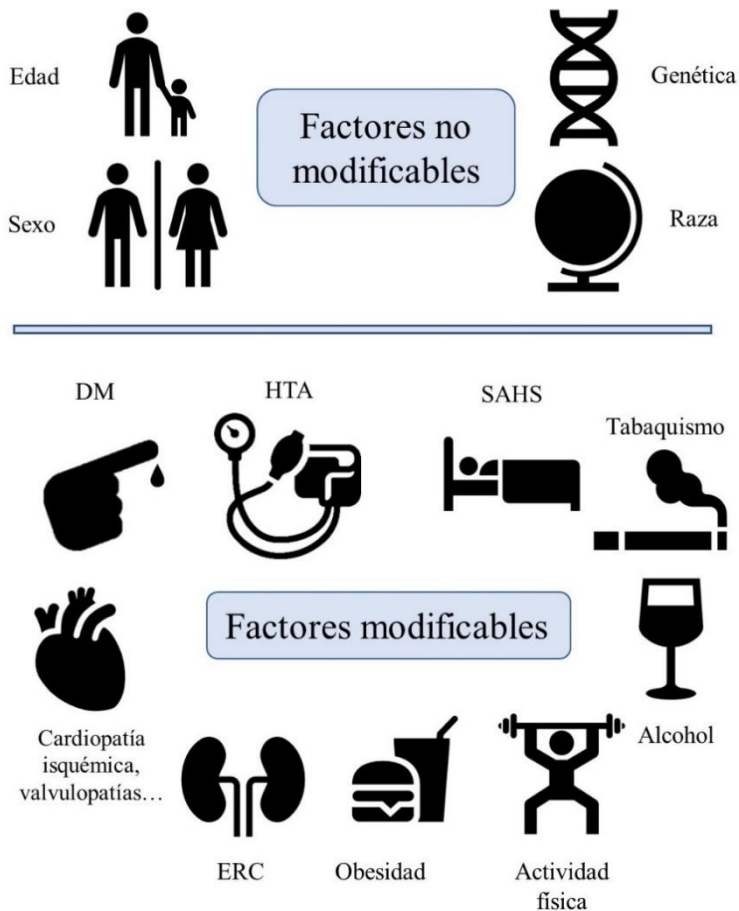 Edad
Genética
Factores no
modificables
Sexo
Raza
DM
HTA
SAHS
Tabaquismo
Factores modificables
Cardiopatía
isquémica,
valvulopatías…
Alcohol
ERC
Obesidad
Actividad
física